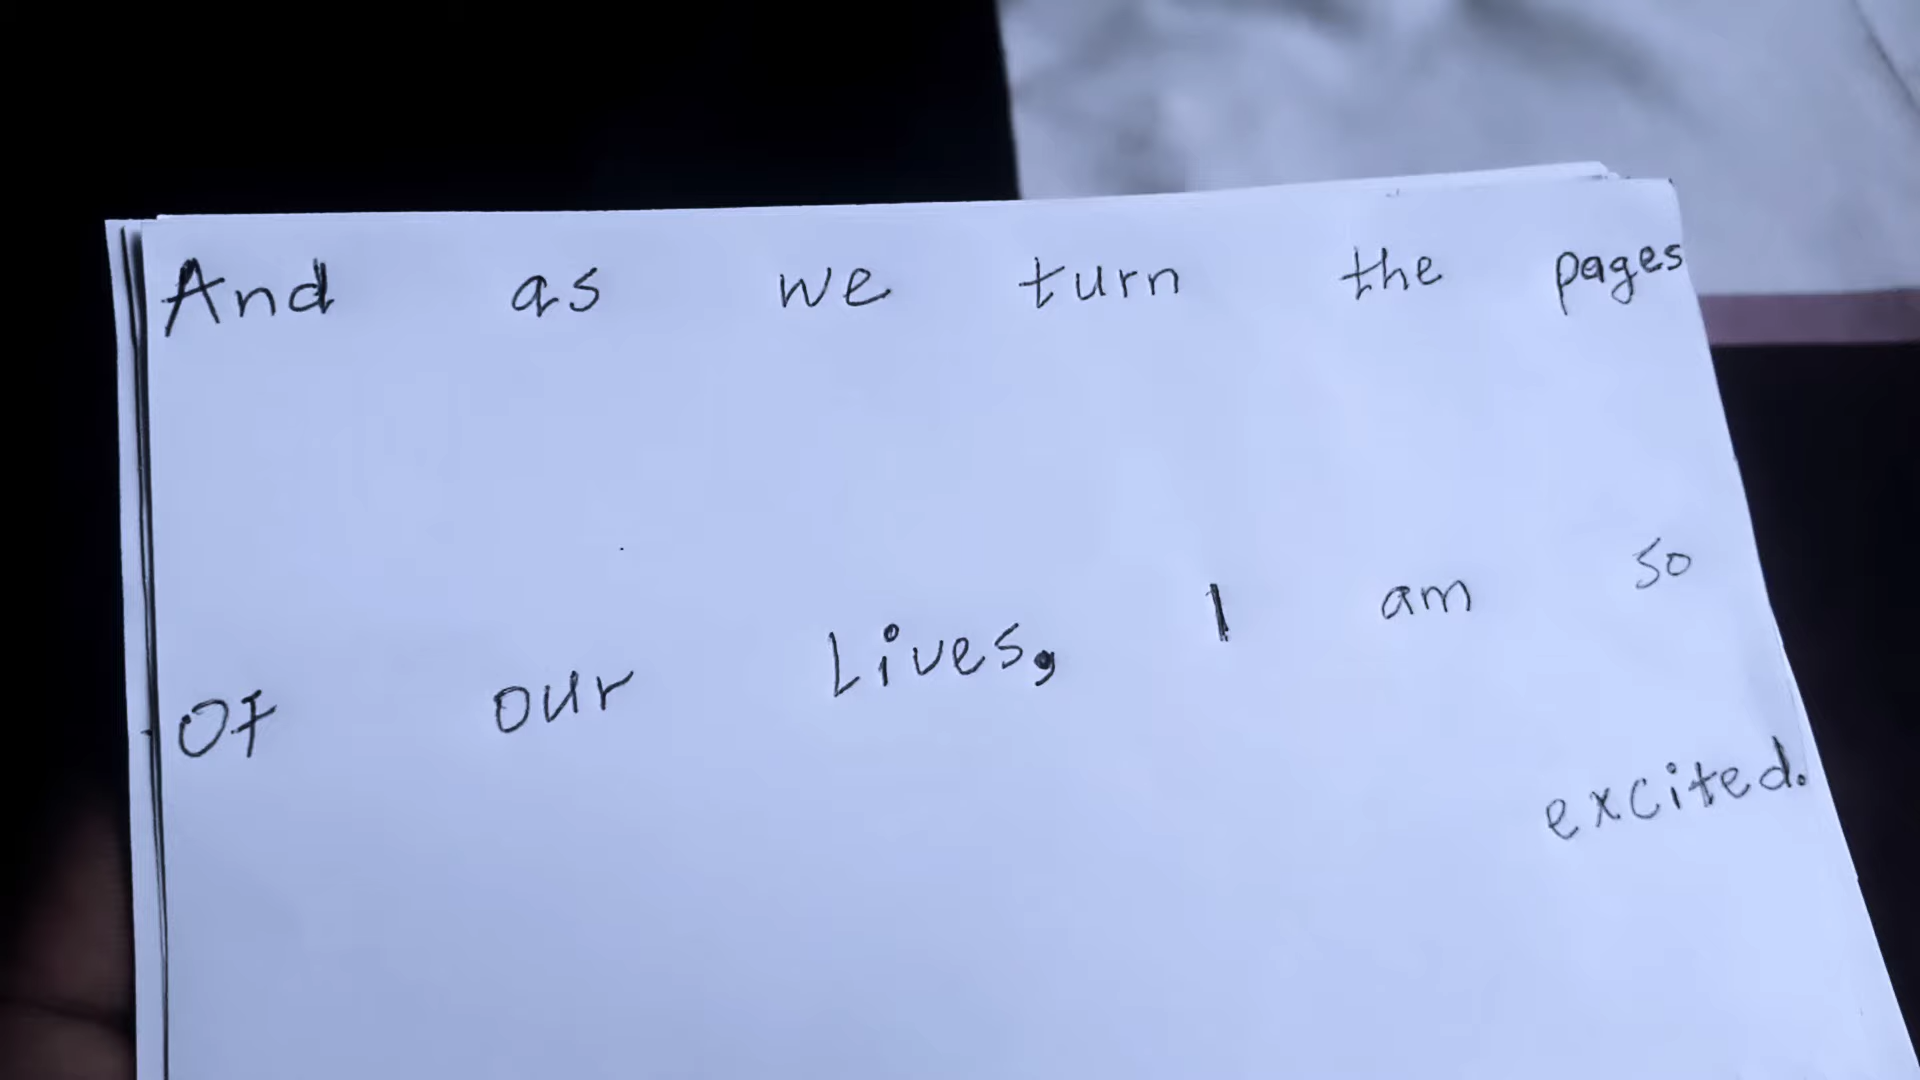 And as we turn the pages
OF our Lives, I am so
excited.